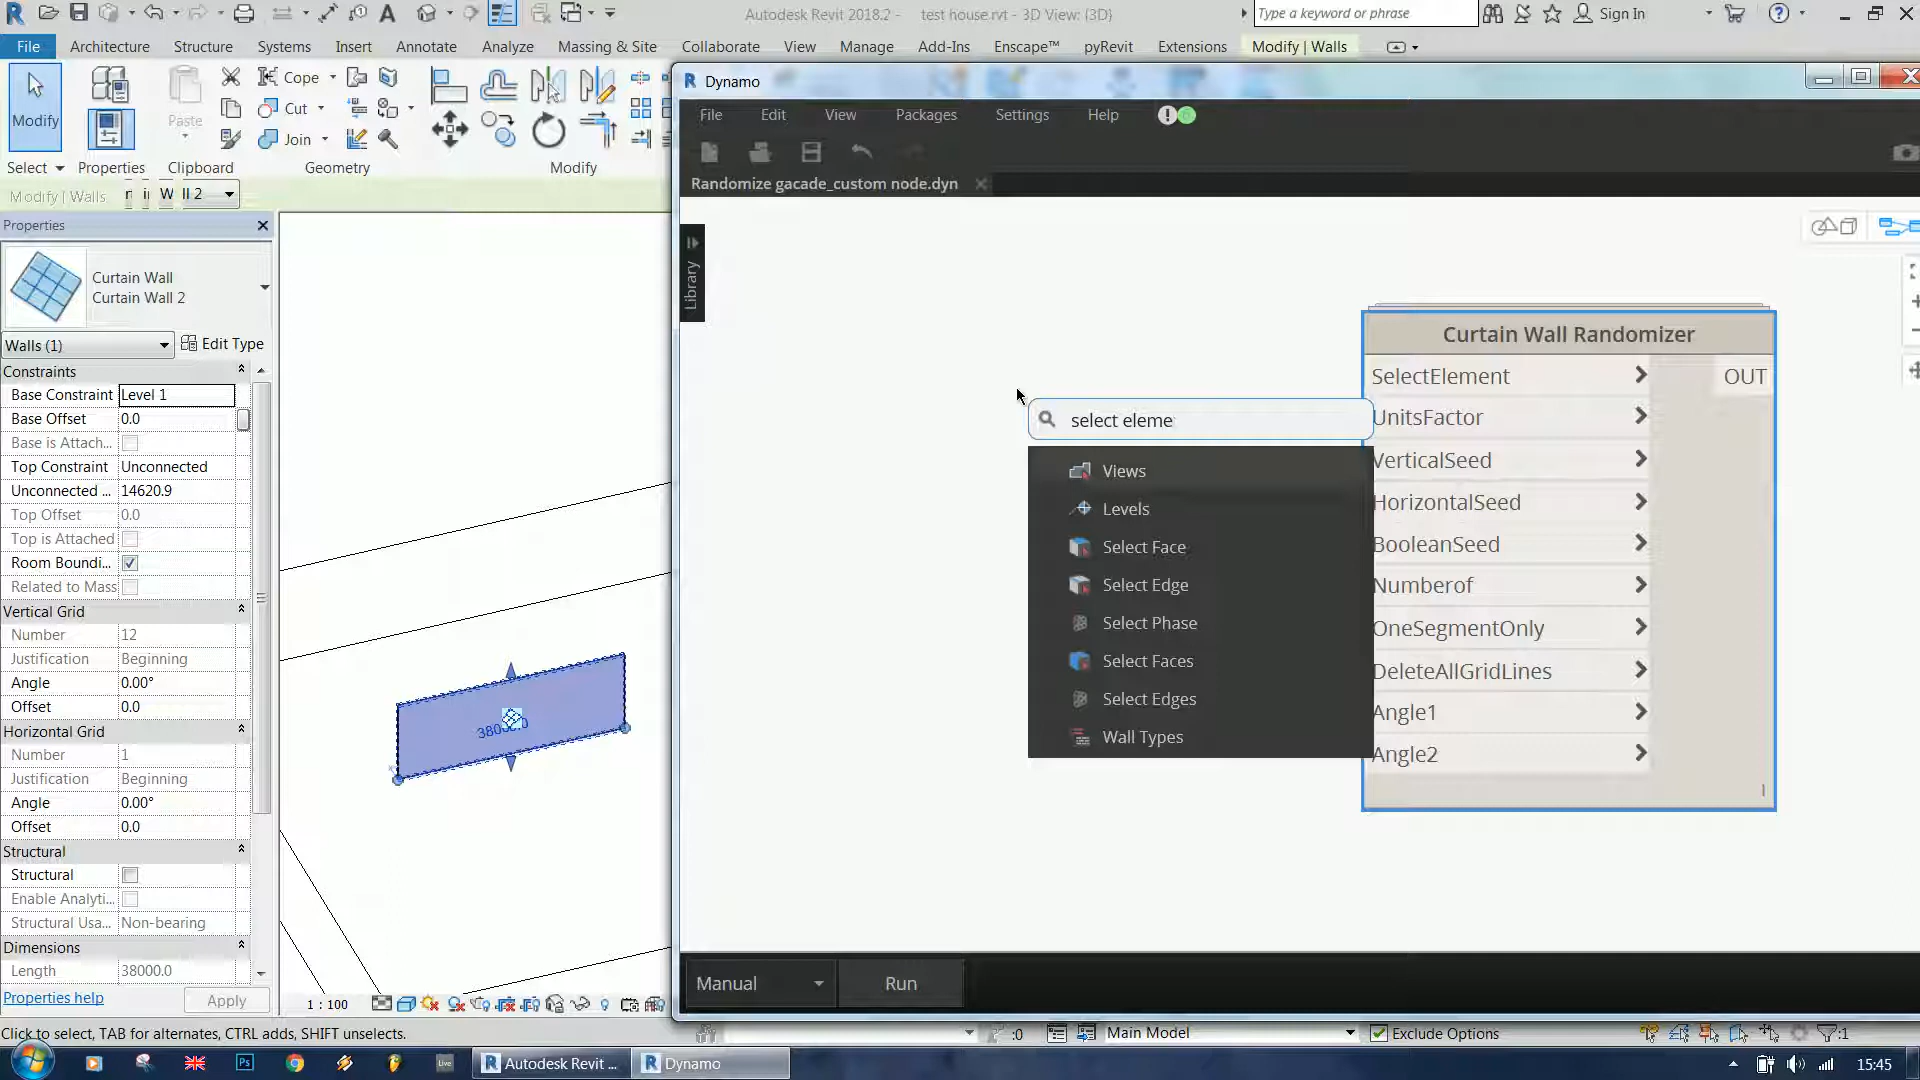 Autodesk Revit 2018.2 - test house.rvt - 3D View: {3D}
Type a keyword or phrase
Sign In
File Architecture Structure Systems Insert Annotate Analyze Massing & Site Collaborate View Manage Add-Ins Enscape™ pyRevit Extensions Modify | Walls
Modify
Paste
Cope
Cut
Join
Select Properties Clipboard Geometry Modify
Modify | Walls
ll 2
Properties
Curtain Wall
Curtain Wall 2
Walls (1)
Edit Type
Constraints
Base Constraint Level 1
Base Offset 0.0
Base is Attach...
Top Constraint Unconnected
Unconnected ... 14620.9
Top Offset 0.0
Top is Attached
Room Boundi...
Related to Mass
Vertical Grid
Number 12
Justification Beginning
Angle 0.00°
Offset 0.0
Horizontal Grid
Number 1
Justification Beginning
Angle 0.00°
Offset 0.0
Structural
Structural
Enable Analyti...
Structural Usa... Non-bearing
Dimensions
Length 38000.0
Properties help
Apply
1 : 100
Dynamo
File Edit View Packages Settings Help
Randomize gacade_custom node.dyn
Library
select eleme
Views
Levels
Select Face
Select Edge
Select Phase
Select Faces
Select Edges
Wall Types
Curtain Wall Randomizer
SelectElement
OUT
UnitsFactor
VerticalSeed
HorizontalSeed
BooleanSeed
Numberof
OneSegmentOnly
DeleteAllGridLines
Angle1
Angle2
Manual
Run
Click to select, TAB for alternates, CTRL adds, SHIFT unselects.
:0
Main Model
Exclude Options
:1
Ps
Live
Autodesk Revit ...
Dynamo
15:45